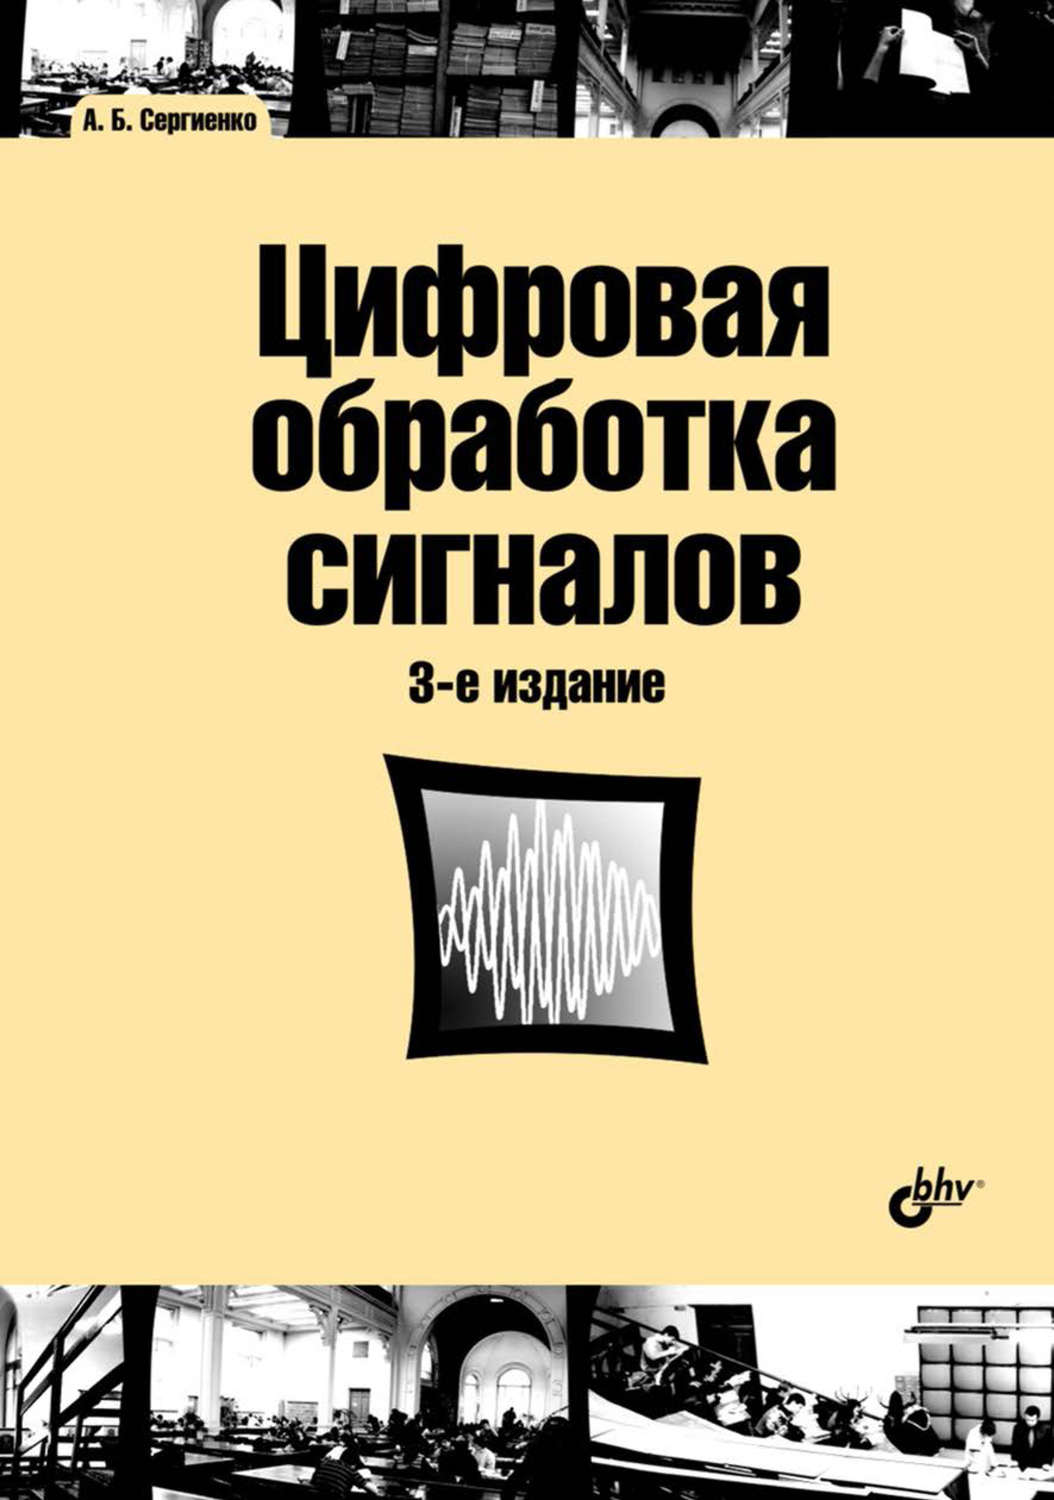 А. Б. Сергиенко
Цифровая
обработка
сигналов
3-е издание
bhv®